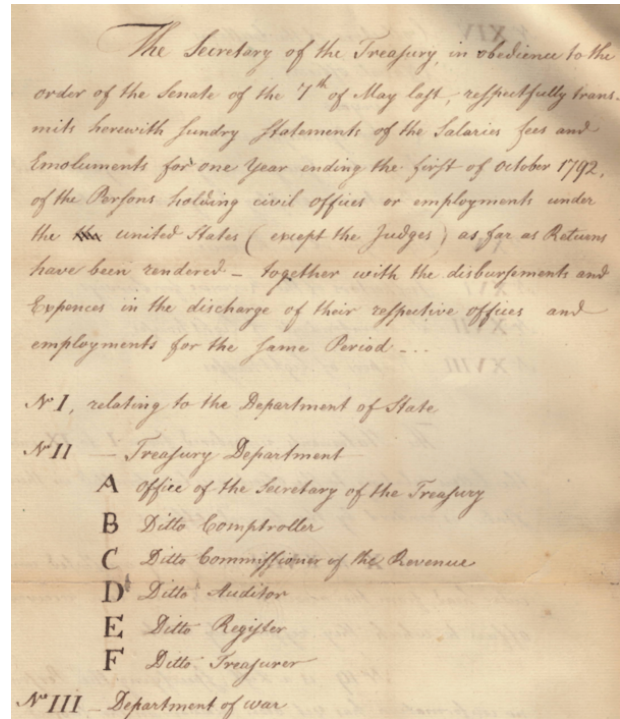 The Secretary of the Treasury, in obedience to the
order of the Senate of the 7th of May last, respectfully trans-
mits herewith sundry statements of the Salaries fees and
Emoluments for one Year ending the first of October 1792,
of the Persons holding civil offices or employments under
the united States (except the Judges) as far as Returns
have been rendered – together with the disbursements and
Expences in the discharge of their respective offices and
employments for the same Period –..
No I, relating to the Department of State
No II — Treasury Department
A Office of the Secretary of the Treasury
B Ditto Comptroller
C Ditto Commissioner of the Revenue
D Ditto Auditor
E Ditto Register
F Ditto Treasurer
No III – Department of war